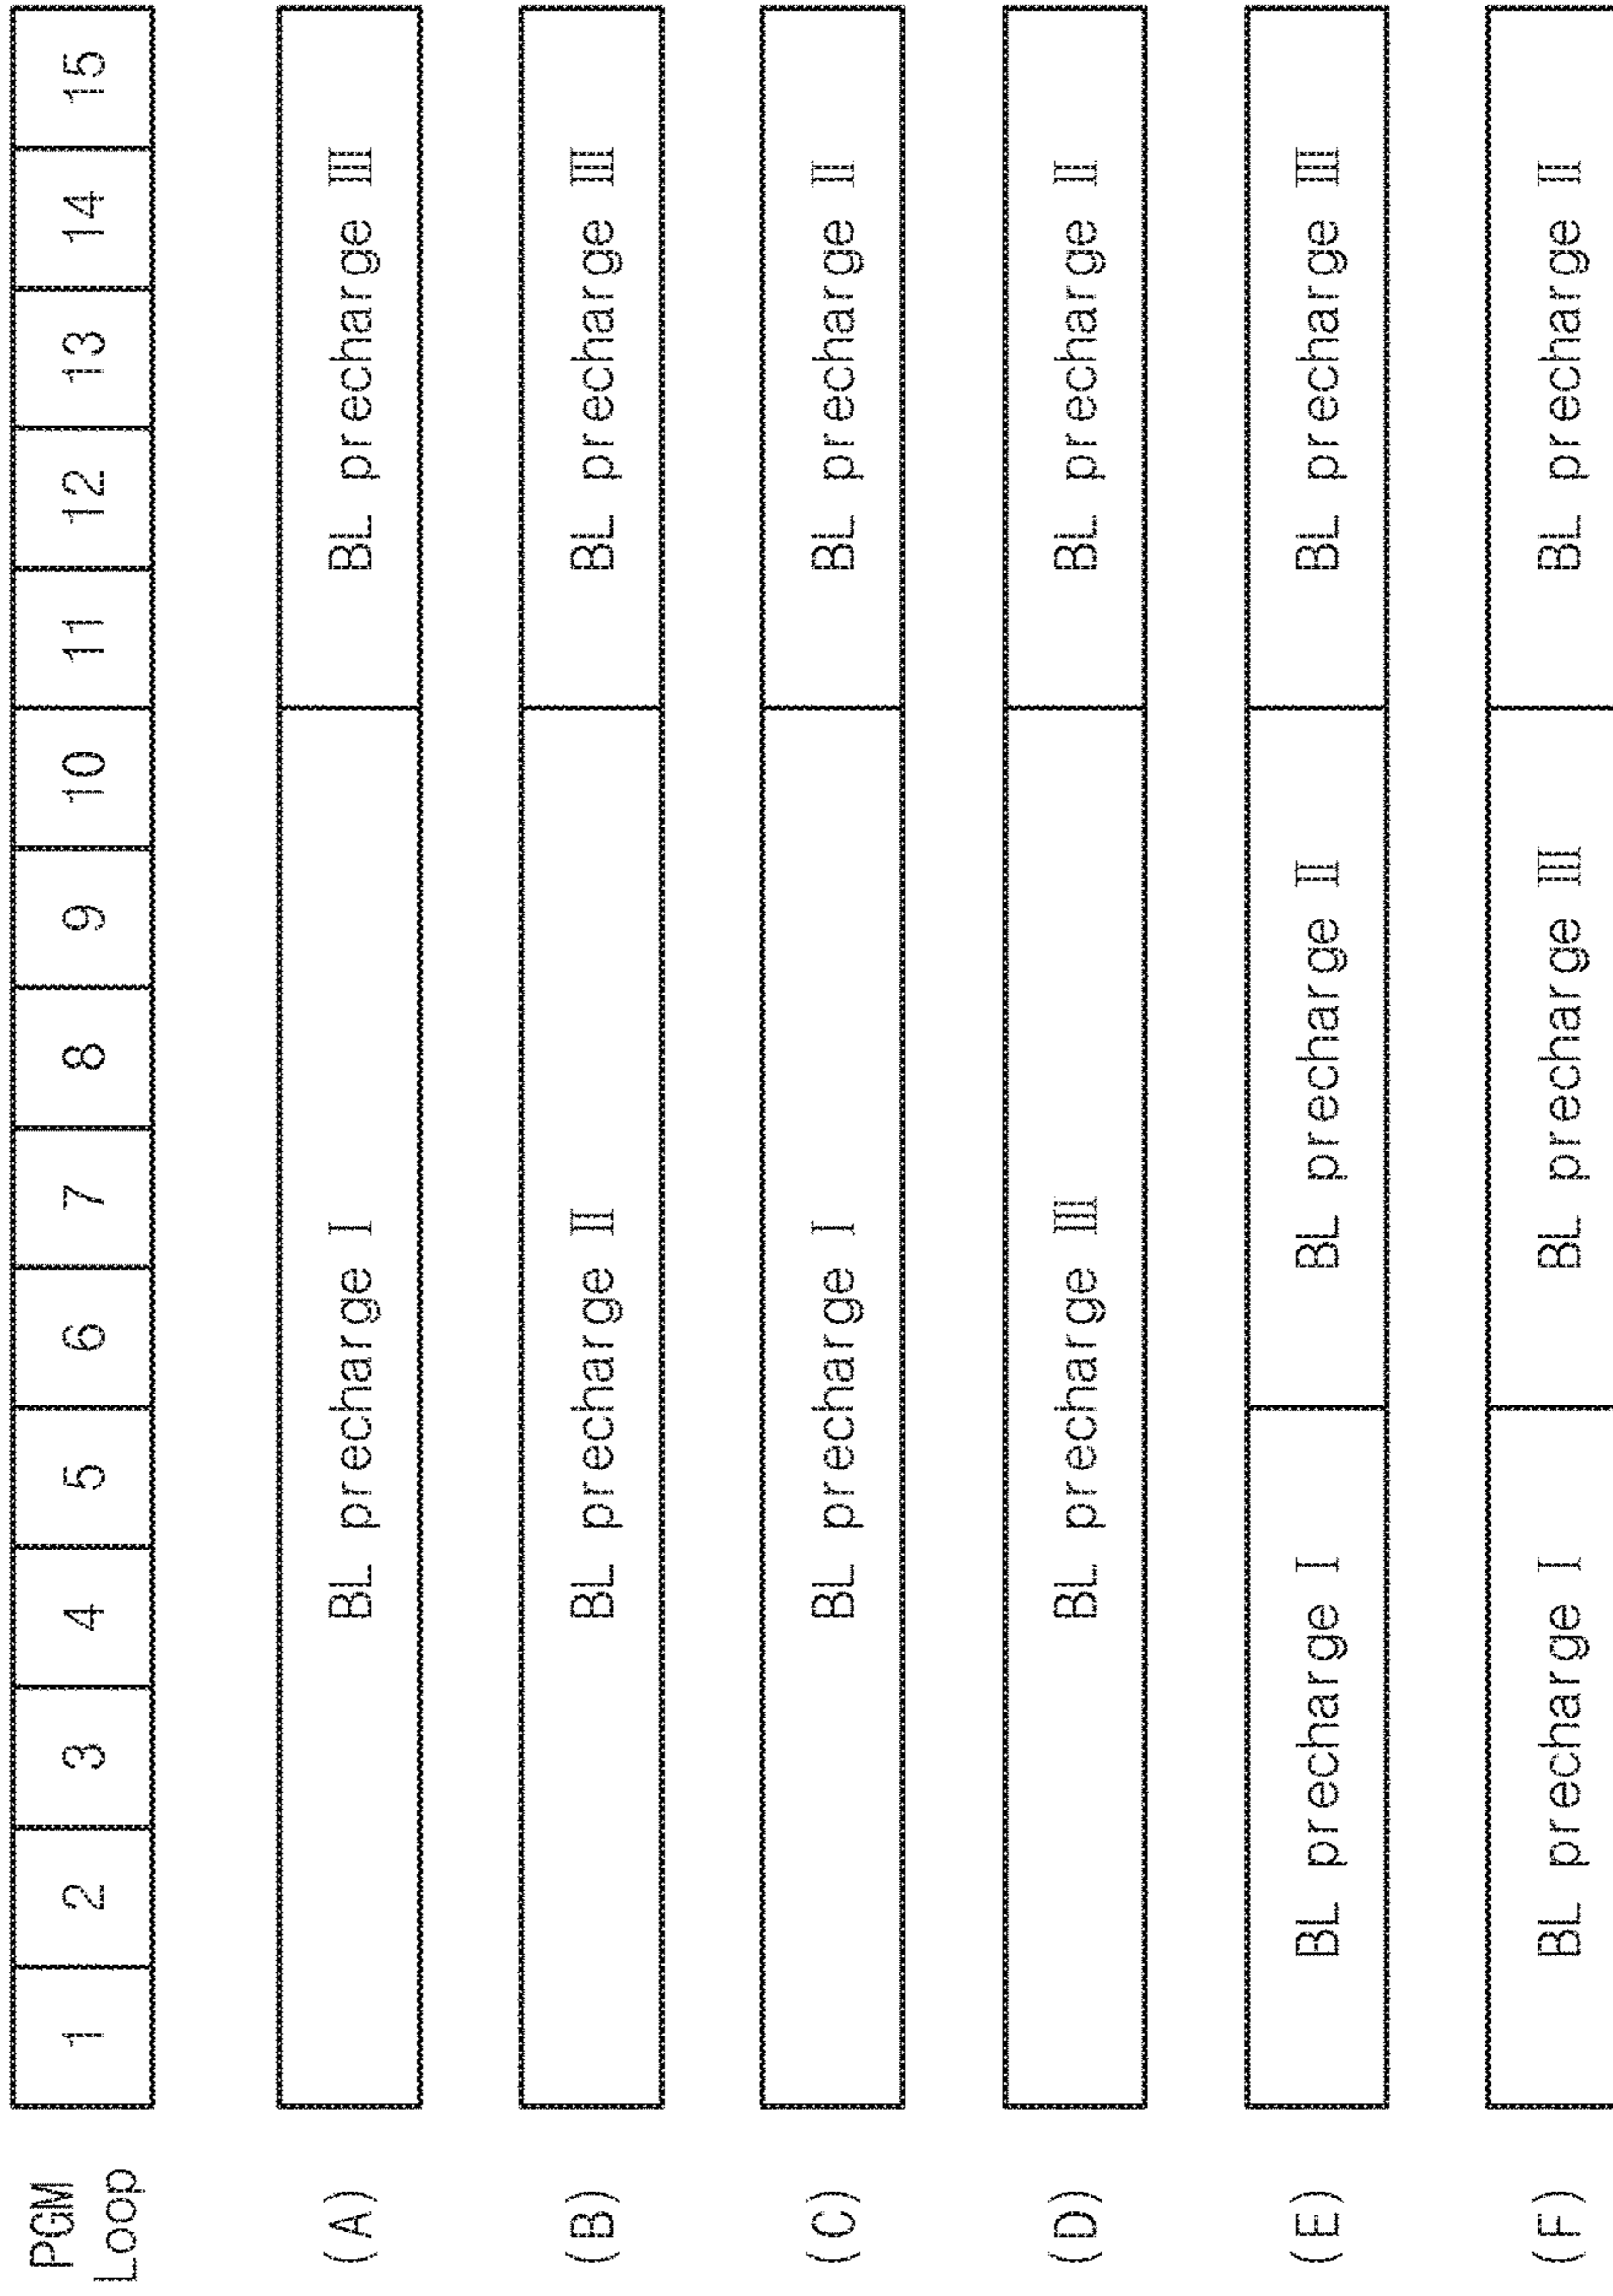 PGM Loop 1 2 3 4 5 6 7 8 9 10 11 12 13 14 15
(A) BL precharge Ⅰ BL precharge Ⅲ
(B) BL precharge Ⅱ BL precharge Ⅲ
(C) BL precharge Ⅰ BL precharge Ⅱ
(D) BL precharge Ⅲ BL precharge Ⅱ
(E) BL precharge Ⅰ BL precharge Ⅱ BL precharge Ⅲ
(F) BL precharge Ⅰ BL precharge Ⅲ BL precharge Ⅱ